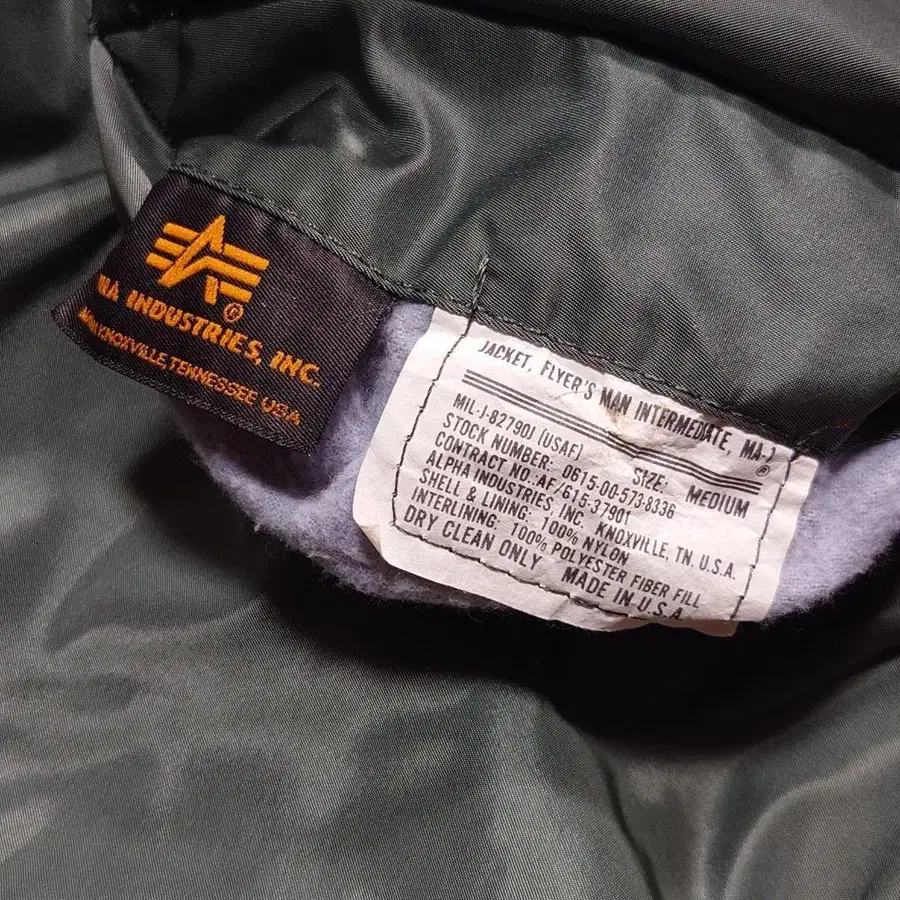 INDUSTRIES, INC.
KNOXVILLE, TENNESSEE USA
JACKET, FLYER'S MAN INTERMEDIATE, MA-1
®
MIL-J-8279OJ (USAF)
SIZE: MEDIUM
STOCK NUMBER: 0615-00-573-8336
CONTRACT NO. AF/615-37901
ALPHA INDUSTRIES, INC. KNOXVILLE, TN. U.S.A.
SHELL & LINING: 100% NYLON
INTERLINING: 100% POLYESTER FIBER FILL
DRY CLEAN ONLY MADE IN U.S.A.